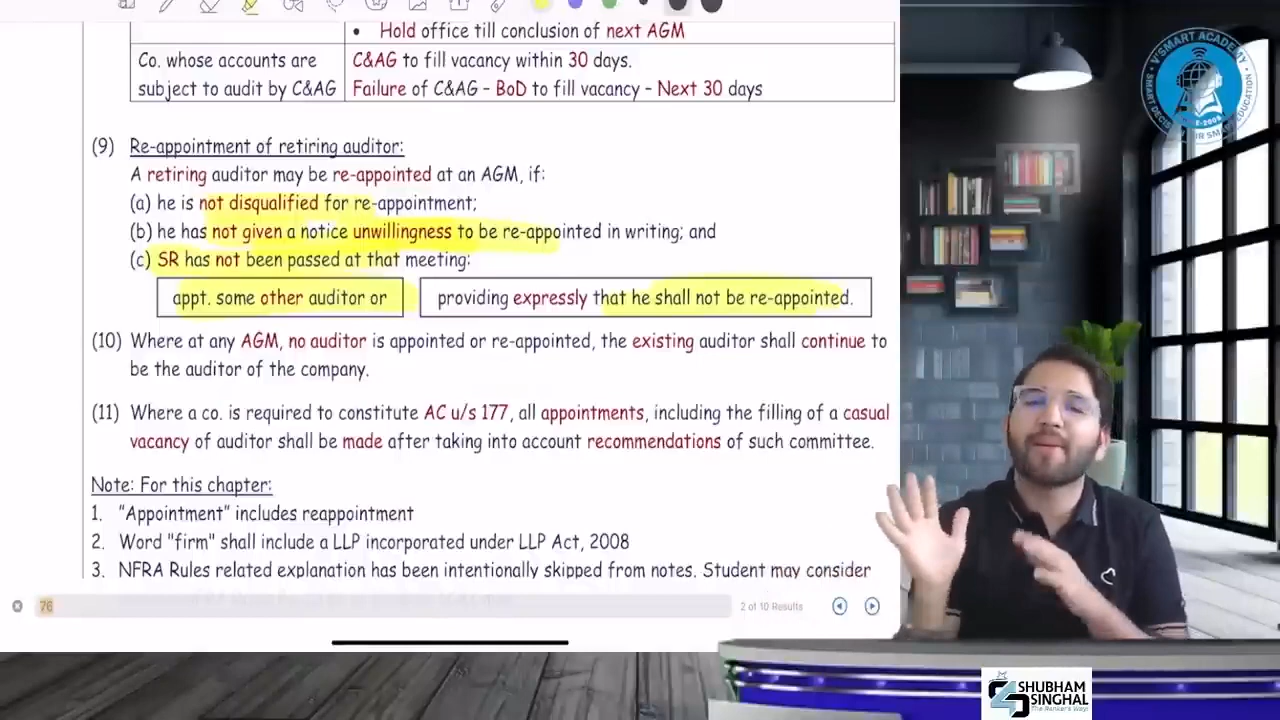 • Hold office till conclusion of next AGM
Co. whose accounts are subject to audit by C&AG
C&AG to fill vacancy within 30 days.
Failure of C&AG – BoD to fill vacancy – Next 30 days
(9) Re-appointment of retiring auditor:
A retiring auditor may be re-appointed at an AGM, if:
(a) he is not disqualified for re-appointment;
(b) he has not given a notice unwillingness to be re-appointed in writing; and
(c) SR has not been passed at that meeting:
appt. some other auditor or
providing expressly that he shall not be re-appointed.
(10) Where at any AGM, no auditor is appointed or re-appointed, the existing auditor shall continue to
be the auditor of the company.
(11) Where a co. is required to constitute AC u/s 177, all appointments, including the filling of a casual
vacancy of auditor shall be made after taking into account recommendations of such committee.
Note: For this chapter:
1. "Appointment" includes reappointment
2. Word "firm" shall include a LLP incorporated under LLP Act, 2008
3. NFRA Rules related explanation has been intentionally skipped from notes. Student may consider
76
2 of 10 Results
V'SMART ACADEMY
SHUBHAM
SINGHAL
The Rankers Way!